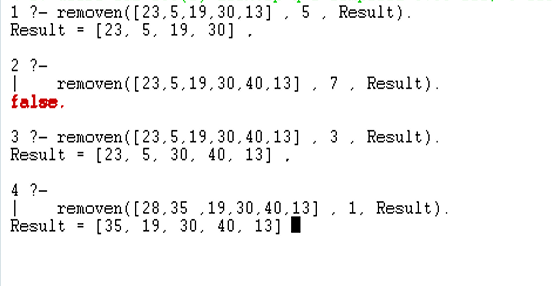 1 ?- removen([23,5,19,30,13] , 5 , Result).
Result = [23, 5, 19, 30] ,
2 ?-
|    removen([23,5,19,30,40,13] , 7 , Result).
false.
3 ?- removen([23,5,19,30,40,13] , 3 , Result).
Result = [23, 5, 30, 40, 13] ,
4 ?-
|    removen([28,35 ,19,30,40,13] , 1, Result).
Result = [35, 19, 30, 40, 13]